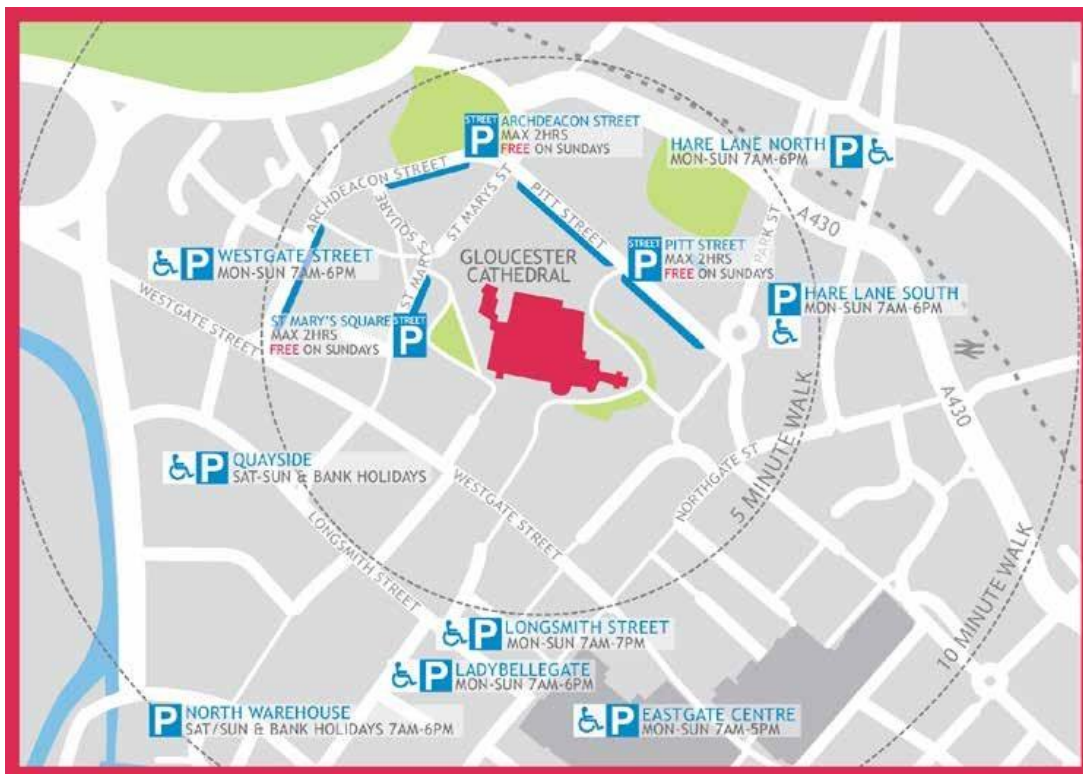 STREET
P
ARCHDEACON STREET
MAX 2HRS
FREE ON SUNDAYS
HARE LANE NORTH
MON-SUN 7AM-6PM
P
ARCHDEACON STREET
ST MARYS ST
ST MARY'S SQUARE
PITT STREET
PARK ST
A430
P
WESTGATE STREET
MON-SUN 7AM-6PM
GLOUCESTER
CATHEDRAL
STREET
P
PITT STREET
MAX 2HRS
FREE ON SUNDAYS
P
HARE LANE SOUTH
MON-SUN 7AM-6PM
WESTGATE STREET
ST MARY'S SQUARE
MAX 2HRS
FREE ON SUNDAYS
STREET
P
A430
P
QUAYSIDE
SAT-SUN & BANK HOLIDAYS
WESTGATE STREET
NORTHGATE ST
5 MINUTE WALK
LONGSMITH STREET
10 MINUTE WALK
P
LONGSMITH STREET
MON-SUN 7AM-7PM
P
LADYBELLEGATE
MON-SUN 7AM-6PM
P
NORTH WAREHOUSE
SAT/SUN & BANK HOLIDAYS 7AM-6PM
P
EASTGATE CENTRE
MON-SUN 7AM-5PM